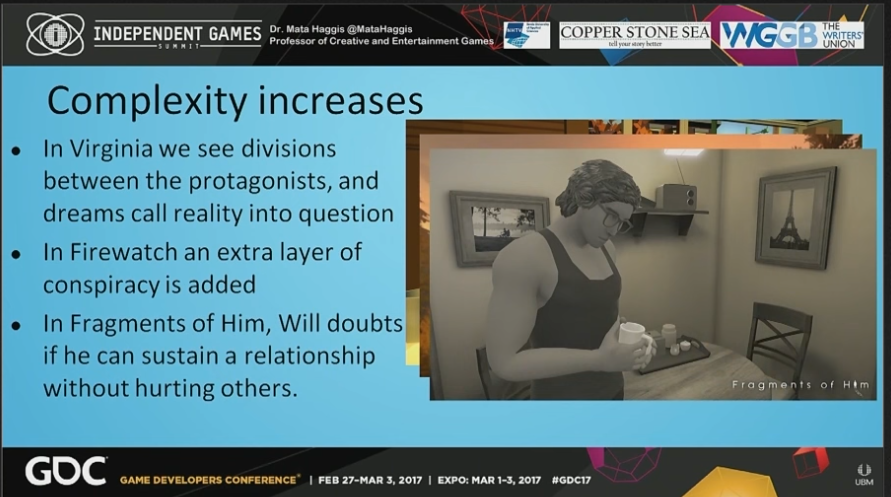 INDEPENDENT GAMES
SUMMIT
Dr. Mata Haggis @MataHaggis
Professor of Creative and Entertainment Games
COPPER STONE SEA
tell your story better
WGGB
THE
WRITERS'
UNION
Complexity increases
• In Virginia we see divisions
between the protagonists, and
dreams call reality into question
• In Firewatch an extra layer of
conspiracy is added
• In Fragments of Him, Will doubts
if he can sustain a relationship
without hurting others.
Fragments of Him
GDC
GAME DEVELOPERS CONFERENCE® | FEB 27–MAR 3, 2017 | EXPO: MAR 1–3, 2017 #GDC17
UBM